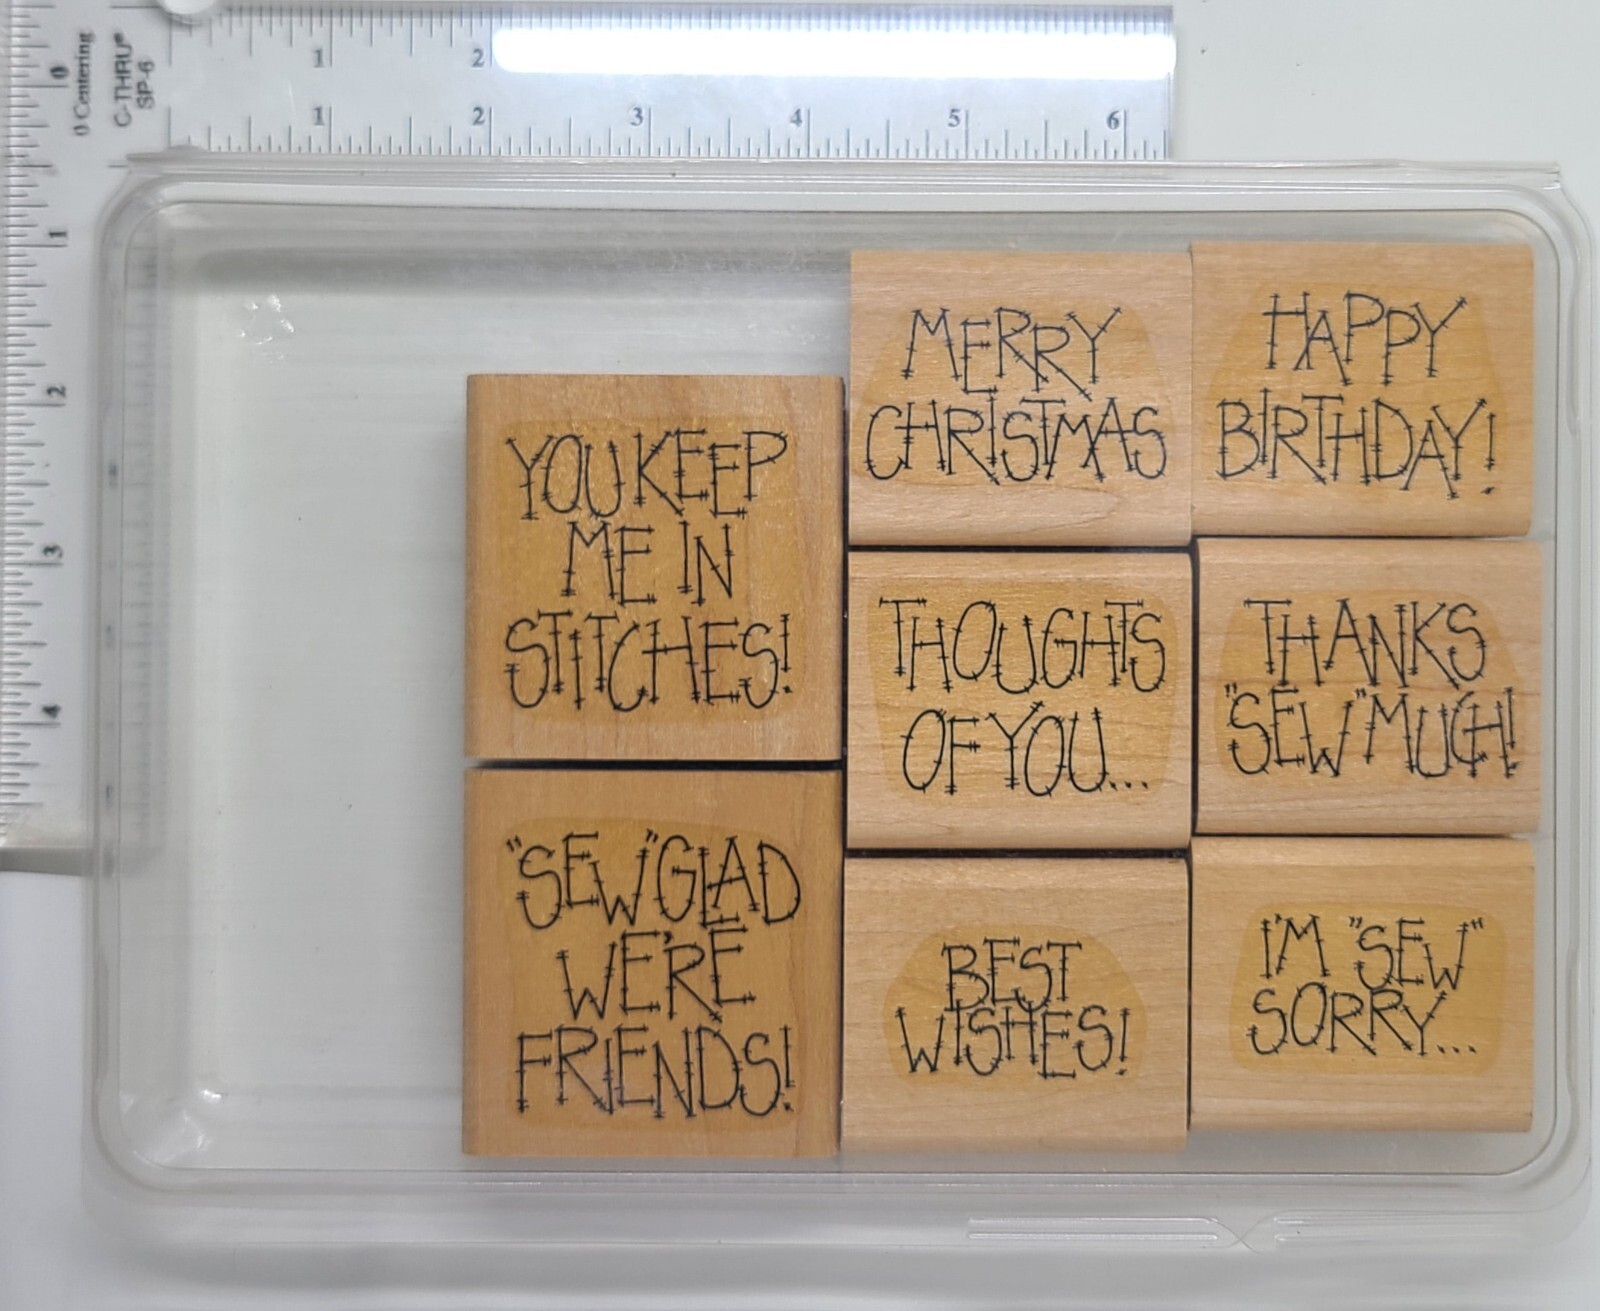 0 Centering
C-THRU®
SP-6
1 2
1 2 3 4 5 6
0
1
2
3
4
YOU KEEP
ME IN
STITCHES!
MERRY
CHRISTMAS
HAPPY
BIRTHDAY!
THOUGHTS
OF YOU...
THANKS
"SEW" MUCH!
"SEW" GLAD
WE'RE
FRIENDS!
BEST
WISHES!
I'M "SEW"
SORRY...